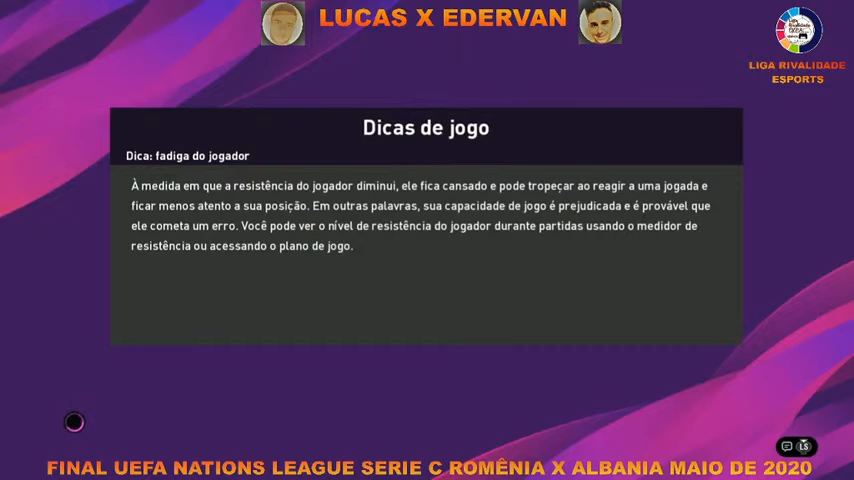 LUCAS X EDERVAN
LIGA RIVALIDADE
ESPORTS
Dicas de jogo
Dica: fadiga do jogador
À medida em que a resistência do jogador diminui, ele fica cansado e pode tropeçar ao reagir a uma jogada e
ficar menos atento a sua posição. Em outras palavras, sua capacidade de jogo é prejudicada e é provável que
ele cometa um erro. Você pode ver o nível de resistência do jogador durante partidas usando o medidor de
resistência ou acessando o plano de jogo.
LS
FINAL UEFA NATIONS LEAGUE SERIE C ROMÊNIA X ALBANIA MAIO DE 2020